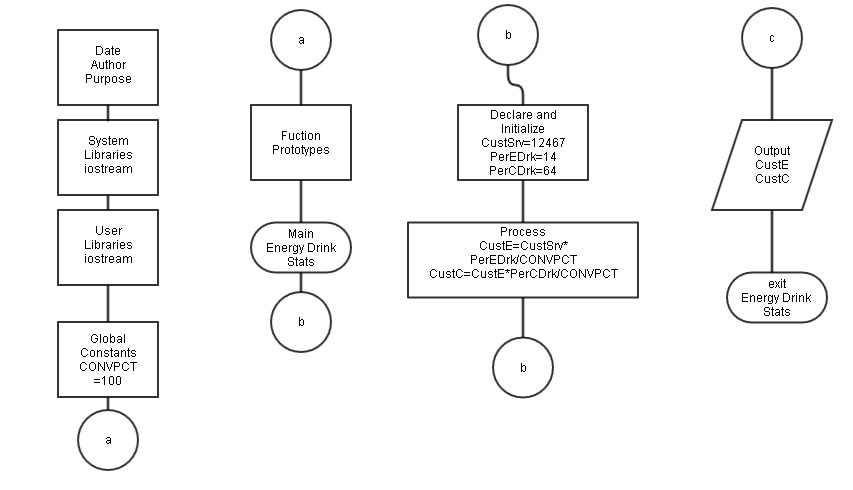 Date
Author
Purpose
System
Libraries
iostream
User
Libraries
iostream
Global
Constants
CONVPCT
=100
a
a
Fuction
Prototypes
Main
Energy Drink
Stats
b
b
Declare and
Initialize
CustSrv=12467
PerEDrk=14
PerCDrk=64
Process
CustE=CustSrv*
PerEDrk/CONVPCT
CustC=CustE*PerCDrk/CONVPCT
b
c
Output
CustE
CustC
exit
Energy Drink
Stats